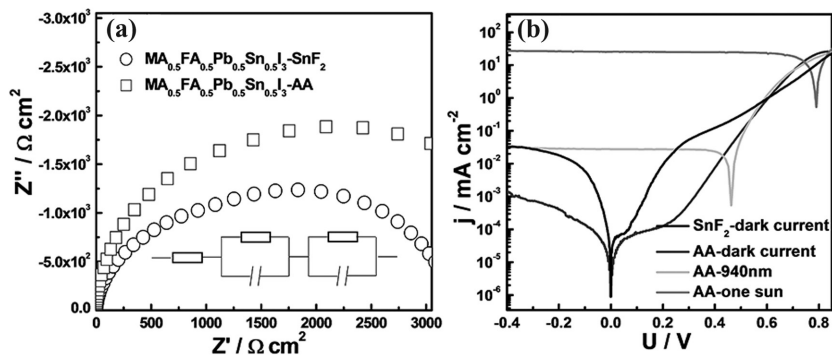 (a)
MA0.5FA0.5Pb0.5Sn0.5I3-SnF2
MA0.5FA0.5Pb0.5Sn0.5I3-AA
-3.0x10³
-2.5x10³
-2.0x10³
-1.5x10³
-1.0x10³
-5.0x10²
0.0
Z'' / Ω cm²
0 500 1000 1500 2000 2500 3000
Z' / Ω cm²
(b)
10²
10¹
10⁰
10⁻¹
10⁻²
10⁻³
10⁻⁴
10⁻⁵
10⁻⁶
j / mA cm⁻²
SnF2-dark current
AA-dark current
AA-940nm
AA-one sun
-0.4 -0.2 0.0 0.2 0.4 0.6 0.8
U / V